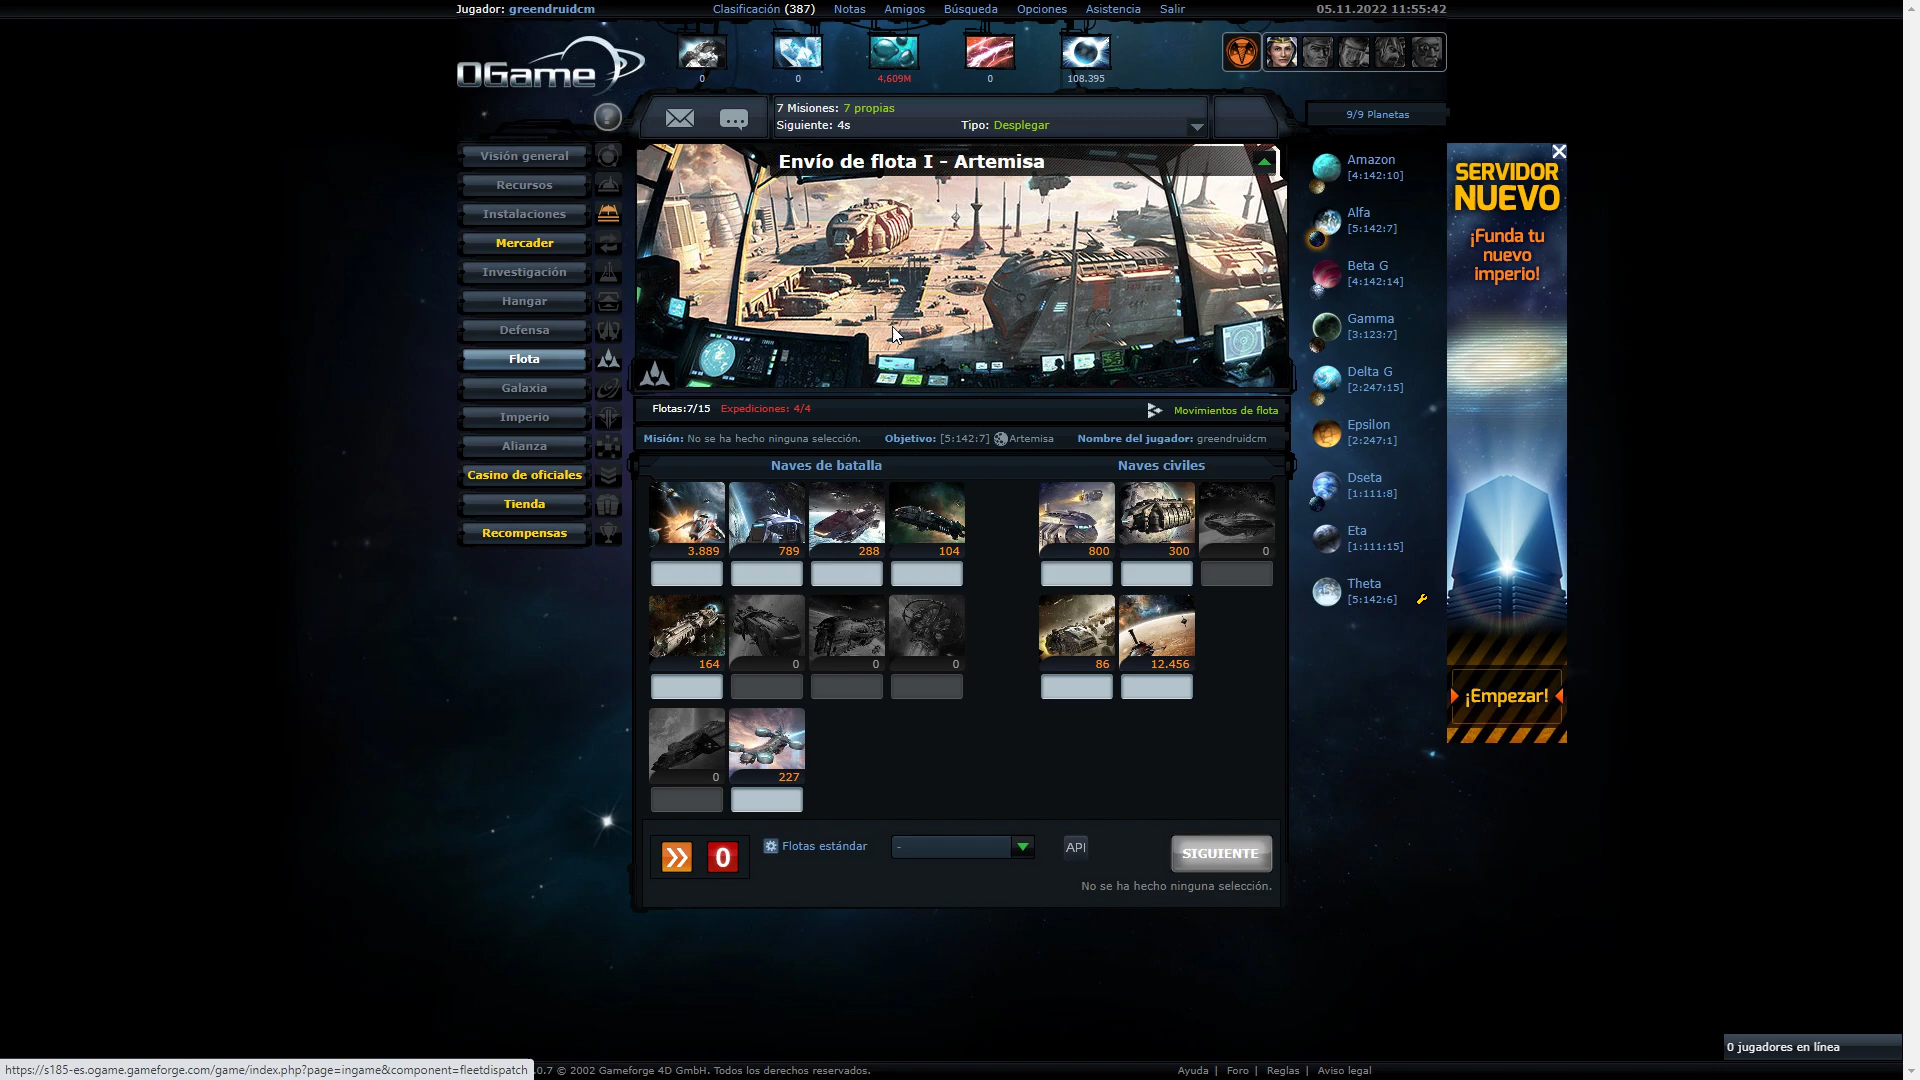 Jugador: greendruidcm
Clasificación (387) Notas Amigos Búsqueda Opciones Asistencia Salir
05.11.2022 11:55:42
OGame
0 0 4,609M 0 108.395
?
7 Misiones: 7 propias
Siguiente: 4s Tipo: Desplegar
9/9 Planetas
Visión general
Recursos
Instalaciones
Mercader
Investigación
Hangar
Defensa
Flota
Galaxia
Imperio
Alianza
Casino de oficiales
Tienda
Recompensas
Envío de flota I - Artemisa
Flotas:7/15 Expediciones: 4/4 Movimientos de flota
Misión: No se ha hecho ninguna selección. Objetivo: [5:142:7] Artemisa Nombre del jugador: greendruidcm
Naves de batalla Naves civiles
3.889 789 288 104 800 300 0
164 0 0 0 86 12.456
0 227
0 Flotas estándar - API SIGUIENTE
No se ha hecho ninguna selección.
Amazon
[4:142:10]
Alfa
[5:142:7]
Beta G
[4:142:14]
Gamma
[3:123:7]
Delta G
[2:247:15]
Epsilon
[2:247:1]
Dseta
[1:111:8]
Eta
[1:111:15]
Theta
[5:142:6]
SERVIDOR
NUEVO
¡Funda tu
nuevo
imperio!
¡Empezar!
0 jugadores en línea
https://s185-es.ogame.gameforge.com/game/index.php?page=ingame&component=fleetdispatch
.0.7 © 2002 Gameforge 4D GmbH. Todos los derechos reservados.
Ayuda | Foro | Reglas | Aviso legal